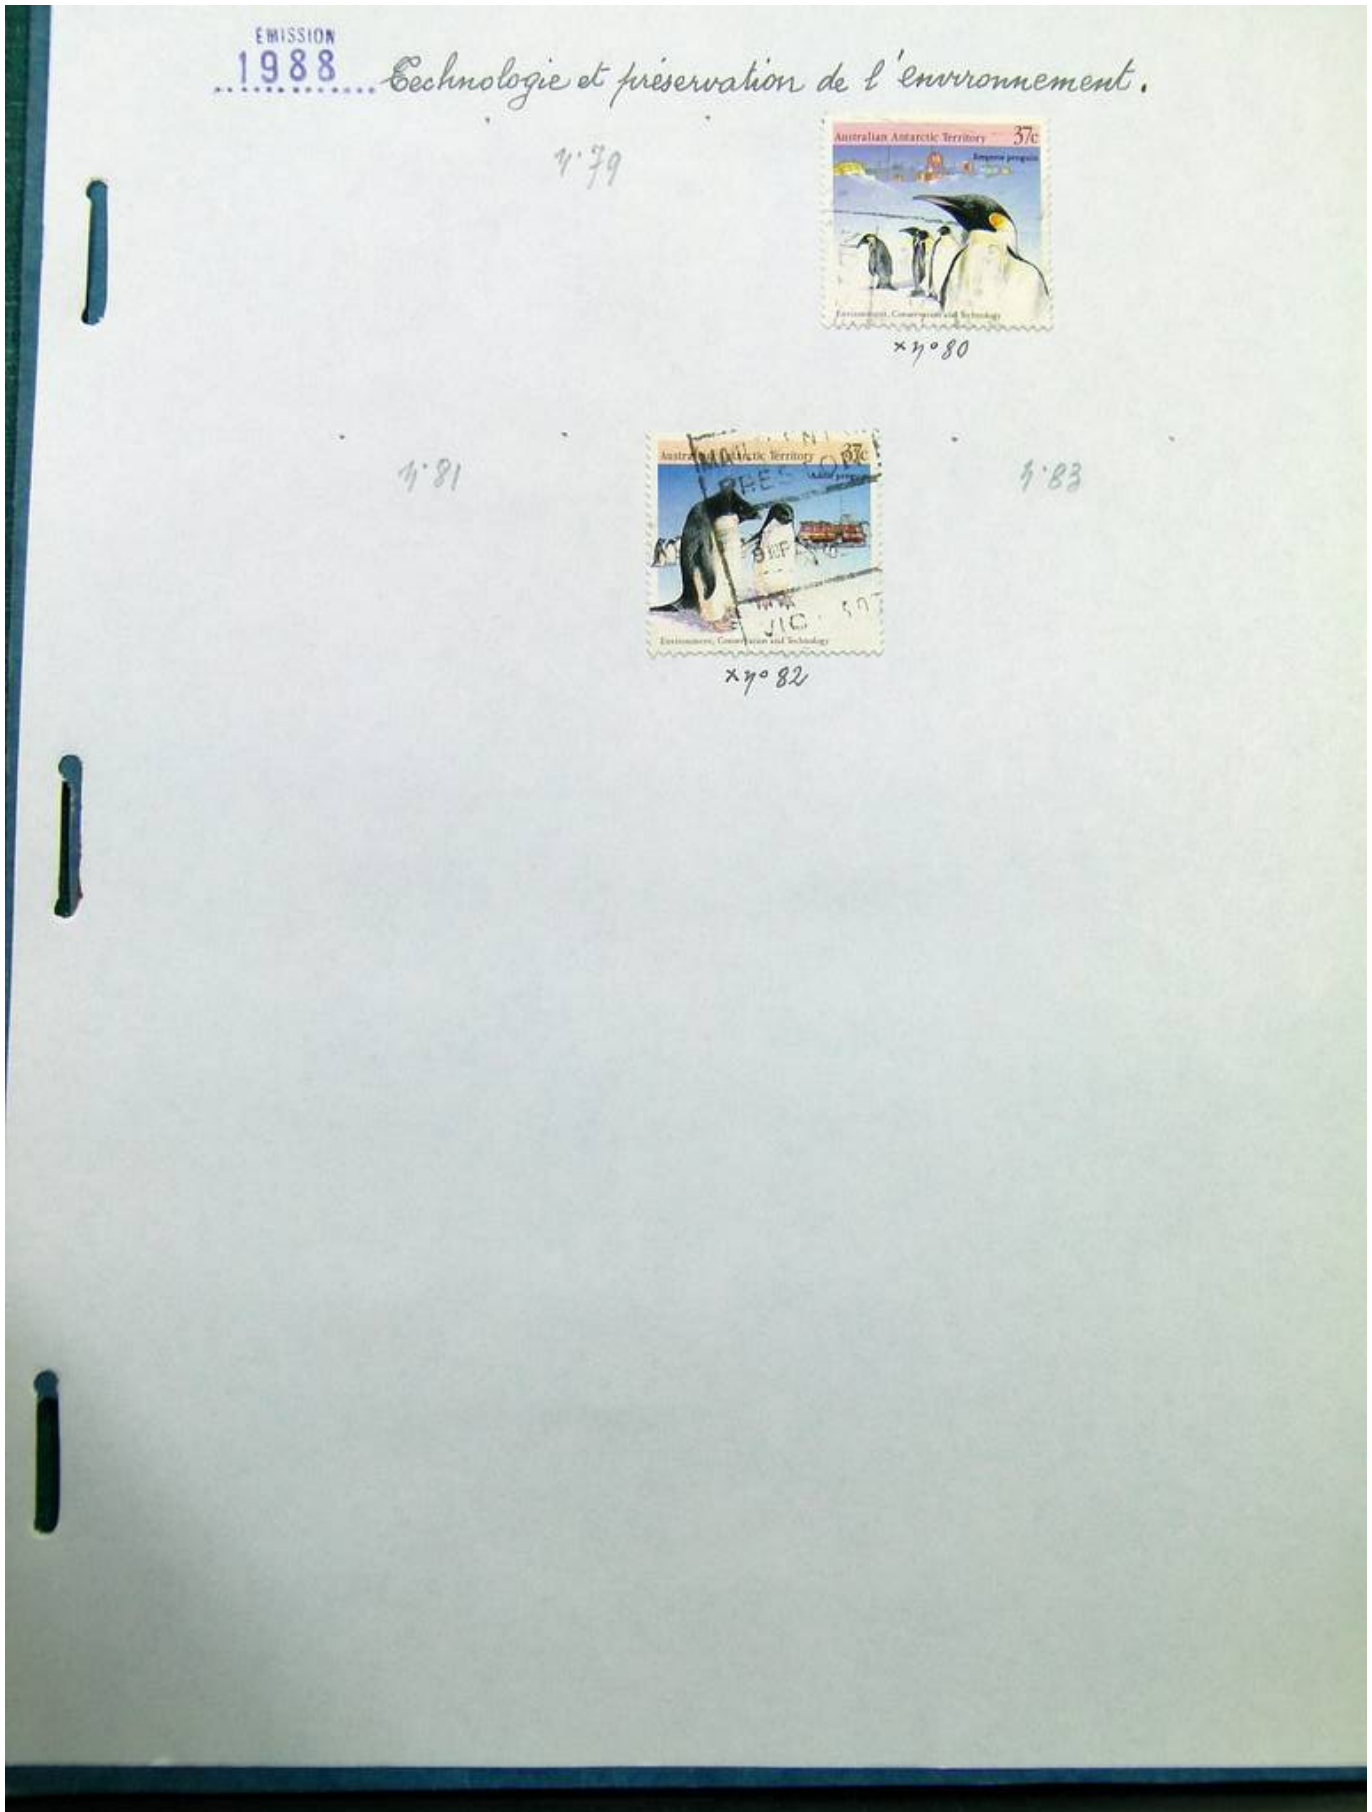 EMISSION
1988 Technologie et préservation de l'environnement.
n° 79
Australian Antarctic Territory 37c
Emperor penguin
Environment, Conservation and Technology
x n° 80
n° 81
n° 83
Australian Antarctic Territory 37c
Environment, Conservation and Technology
VIC.
x n° 82